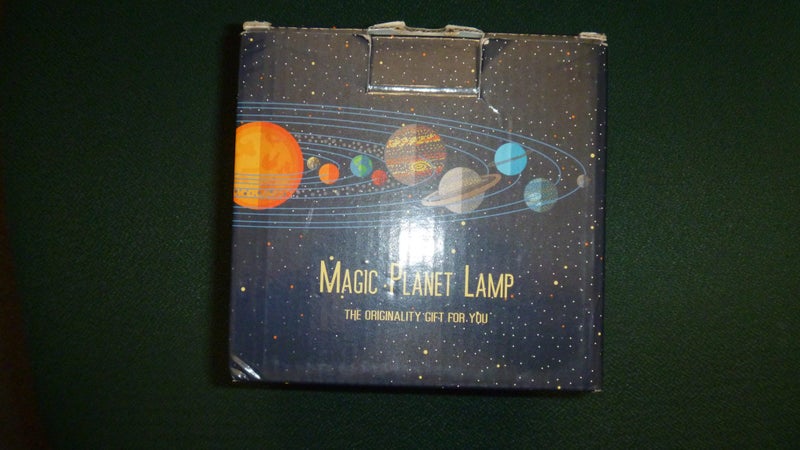 Magic Planet Lamp
THE ORIGINALITY GIFT FOR YOU